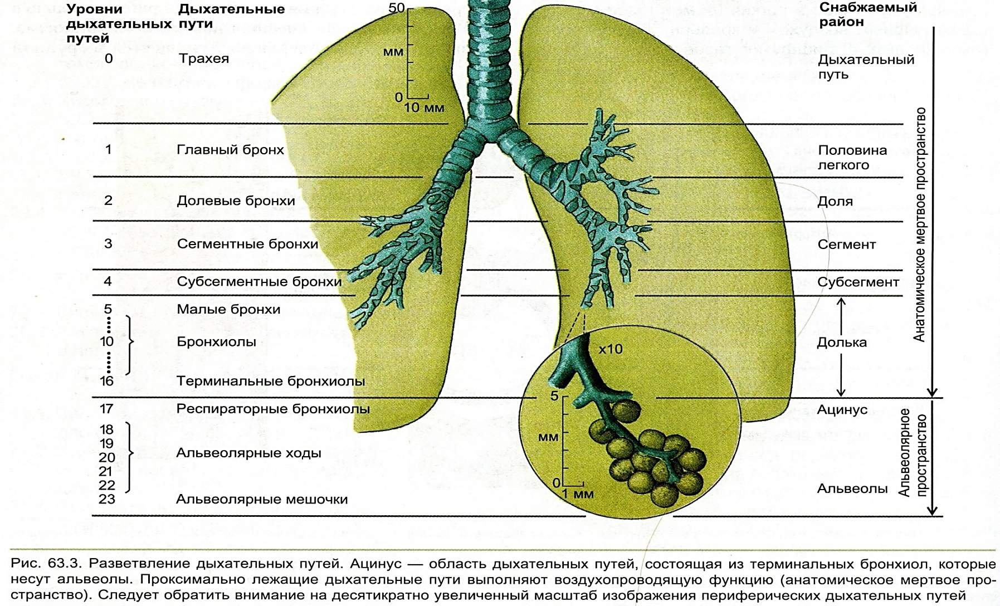 Уровни дыхательных путей
Дыхательные пути
Снабжаемый район
0 Трахея
Дыхательный путь
50
мм
0
10 мм
1 Главный бронх
Половина легкого
2 Долевые бронхи
Доля
3 Сегментные бронхи
Сегмент
4 Субсегментные бронхи
Субсегмент
5 Малые бронхи
10 Бронхиолы
Долька
16 Терминальные бронхиолы
x10
17 Респираторные бронхиолы
Ацинус
18
19
20 Альвеолярные ходы
21
22
23 Альвеолярные мешочки
Альвеолы
5
мм
0
1 мм
Анатомическое мертвое пространство
Альвеолярное пространство
Рис. 63.3. Разветвление дыхательных путей. Ацинус — область дыхательных путей, состоящая из терминальных бронхиол, которые
несут альвеолы. Проксимально лежащие дыхательные пути выполняют воздухопроводящую функцию (анатомическое мертвое про-
странство). Следует обратить внимание на десятикратно увеличенный масштаб изображения периферических дыхательных путей